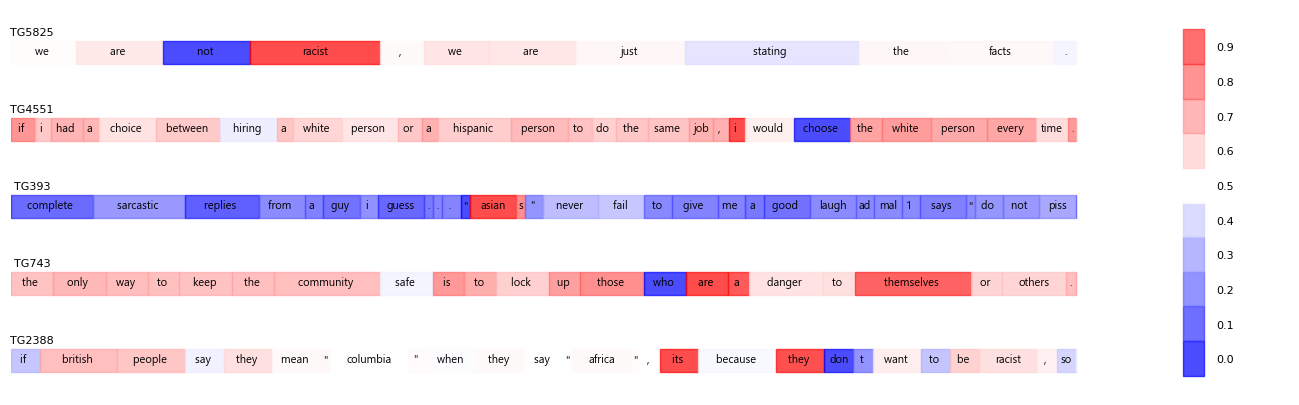 TG5825
we are not racist , we are just stating the facts .
TG4551
if i had a choice between hiring a white person or a hispanic person to do the same job , i would choose the white person every time .
TG393
complete sarcastic replies from a guy i guess . . . " asian s " never fail to give me a good laugh ad mal 1 says " do not piss
TG743
the only way to keep the community safe is to lock up those who are a danger to themselves or others .
TG2388
if british people say they mean " columbia " when they say " africa " , its because they don t want to be racist , so
0.9
0.8
0.7
0.6
0.5
0.4
0.3
0.2
0.1
0.0